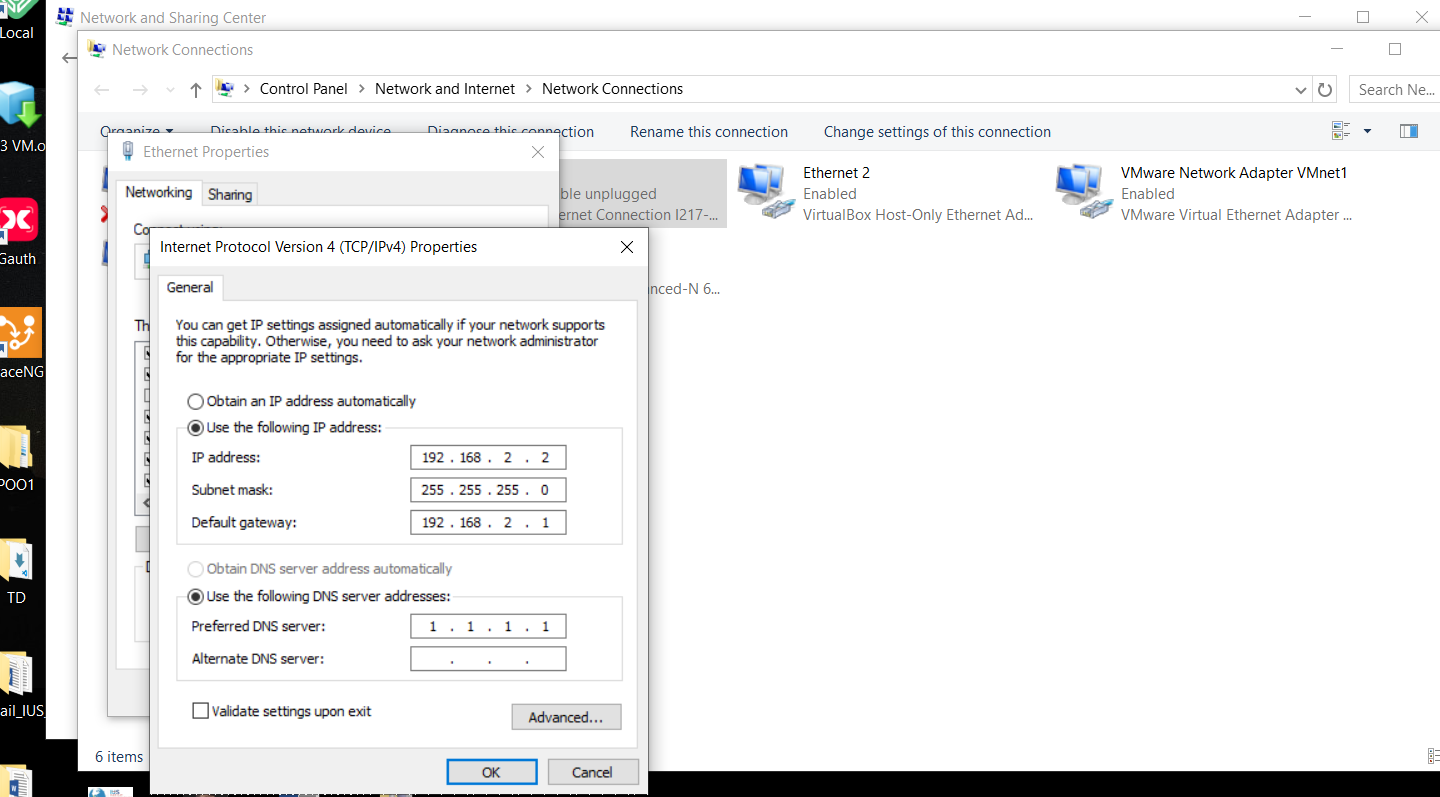 Network and Sharing Center
Local
Network Connections
Control Panel > Network and Internet > Network Connections
Search Ne...
Organize Disable this network device Diagnose this connection Rename this connection Change settings of this connection
3 VM.o
Ethernet Properties
Networking
Sharing
ble unplugged
ernet Connection I217-...
Ethernet 2
Enabled
VirtualBox Host-Only Ethernet Ad...
VMware Network Adapter VMnet1
Enabled
VMware Virtual Ethernet Adapter ...
Internet Protocol Version 4 (TCP/IPv4) Properties
Gauth
General
nced-N 6...
Th
You can get IP settings assigned automatically if your network supports
this capability. Otherwise, you need to ask your network administrator
for the appropriate IP settings.
aceNG
Obtain an IP address automatically
Use the following IP address:
IP address: 192 . 168 . 2 . 2
Subnet mask: 255 . 255 . 255 . 0
POO1
Default gateway: 192 . 168 . 2 . 1
Obtain DNS server address automatically
Use the following DNS server addresses:
TD
Preferred DNS server: 1 . 1 . 1 . 1
Alternate DNS server: . . .
ail_IUS_
Validate settings upon exit
Advanced...
6 items
OK
Cancel